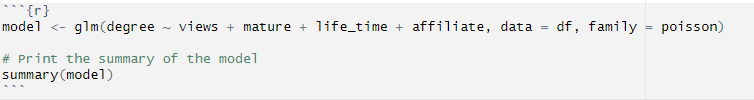 ```{r}
model <- glm(degree ~ views + mature + life_time + affiliate, data = df, family = poisson)
# Print the summary of the model
summary(model)
```